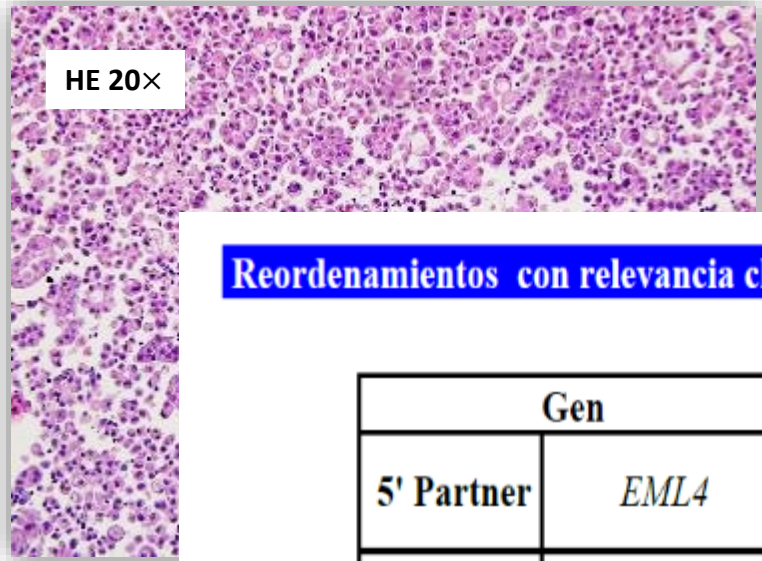 HE 20×
Reordenamientos con relevancia
Gen
5' Partner EML4